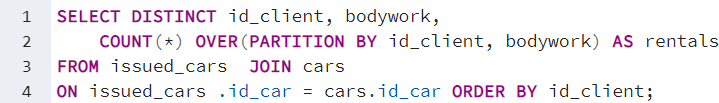 1 SELECT DISTINCT id_client, bodywork,
2 COUNT(*) OVER(PARTITION BY id_client, bodywork) AS rentals
3 FROM issued_cars  JOIN cars
4 ON issued_cars .id_car = cars.id_car ORDER BY id_client;